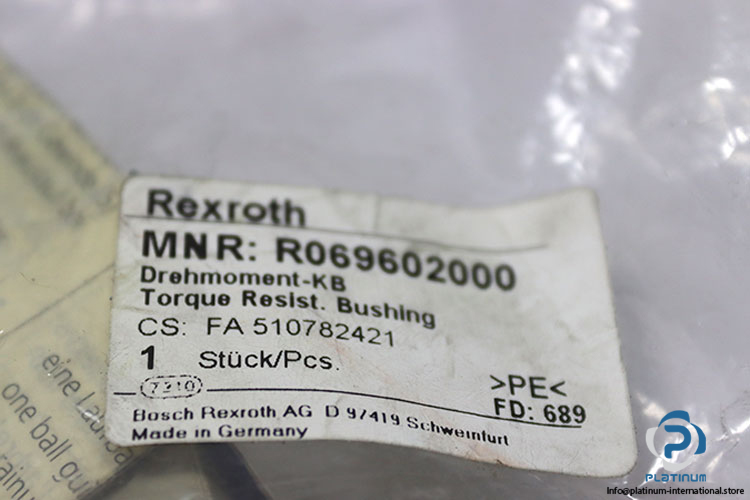 Rexroth
MNR: R069602000
Drehmoment-KB
Torque Resist. Bushing
CS: FA 510782421
1 Stück/Pcs.
7210
>PE<
FD: 689
Bosch Rexroth AG D 97419 Schweinfurt
Made in Germany
eine
one ball
PLATINUM
Info@platinum-international.store